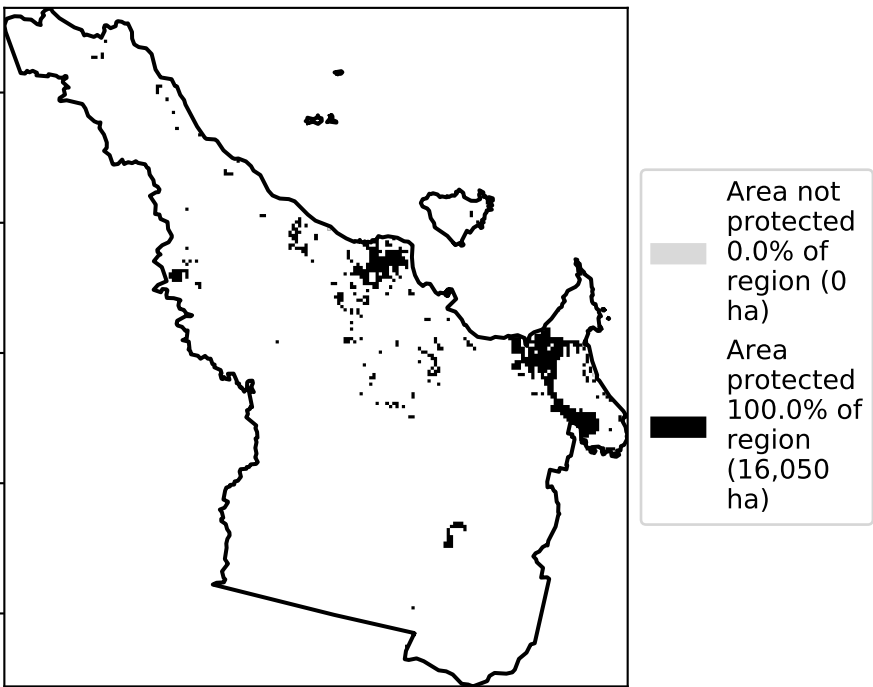 Area not
protected
0.0% of
region (0
ha)
Area
protected
100.0% of
region
(16,050
ha)